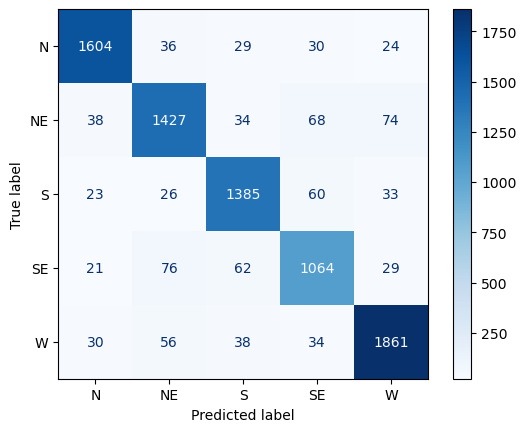 N 1604 36 29 30 24
NE 38 1427 34 68 74
S 23 26 1385 60 33
SE 21 76 62 1064 29
W 30 56 38 34 1861
N NE S SE W
Predicted label
True label
1750
1500
1250
1000
750
500
250